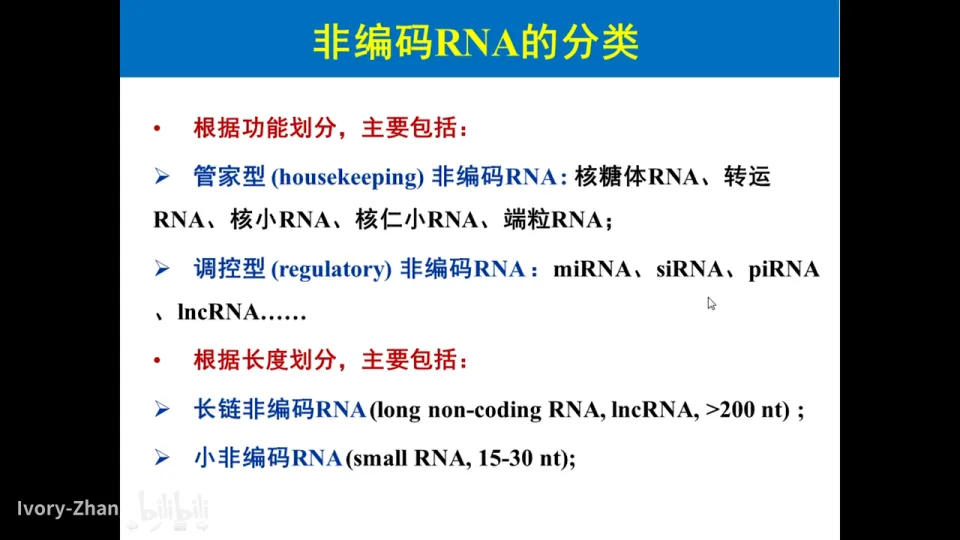 非编码RNA的分类
• 根据功能划分，主要包括：
➢ 管家型 (housekeeping) 非编码RNA：核糖体RNA、转运
RNA、核小RNA、核仁小RNA、端粒RNA；
➢ 调控型 (regulatory) 非编码RNA：miRNA、siRNA、piRNA
、lncRNA……
• 根据长度划分，主要包括：
➢ 长链非编码RNA(long non-coding RNA, lncRNA, >200 nt)；
➢ 小非编码RNA(small RNA, 15-30 nt);
Ivory-Zhan bilibili